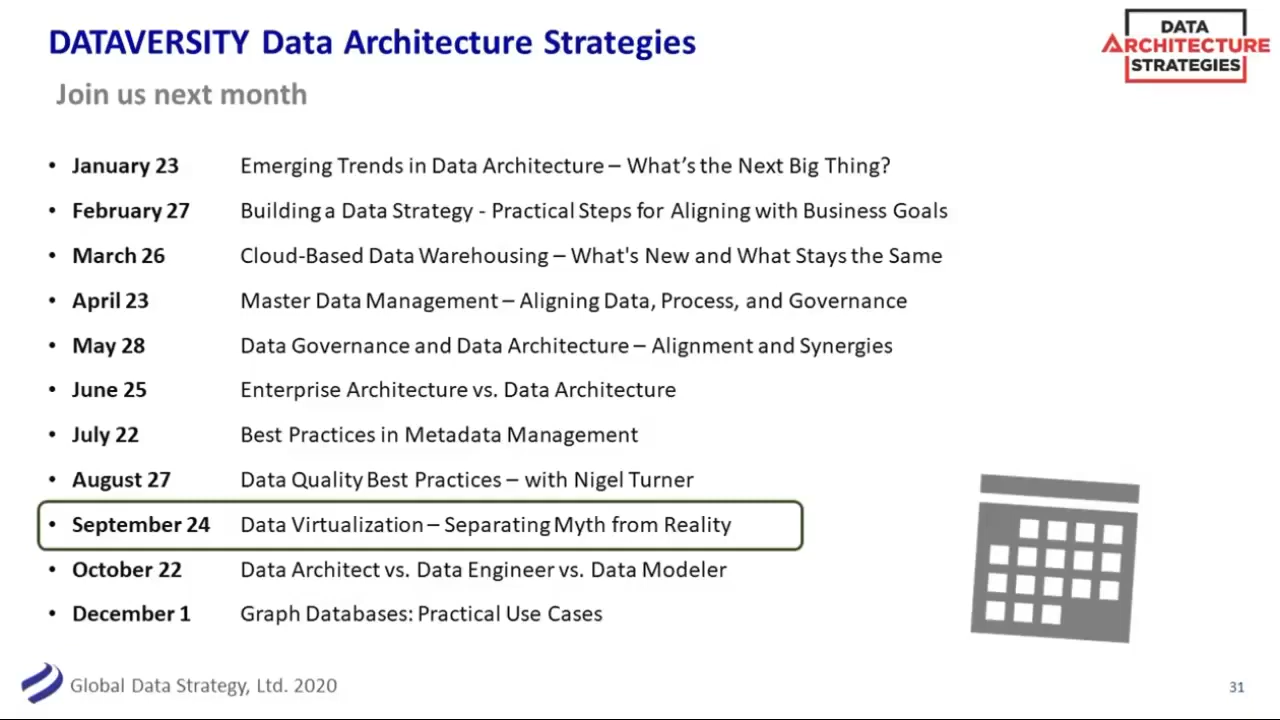 DATAVERSITY Data Architecture Strategies
DATA
ARCHITECTURE
STRATEGIES
Join us next month
• January 23 Emerging Trends in Data Architecture – What's the Next Big Thing?
• February 27 Building a Data Strategy - Practical Steps for Aligning with Business Goals
• March 26 Cloud-Based Data Warehousing – What's New and What Stays the Same
• April 23 Master Data Management – Aligning Data, Process, and Governance
• May 28 Data Governance and Data Architecture – Alignment and Synergies
• June 25 Enterprise Architecture vs. Data Architecture
• July 22 Best Practices in Metadata Management
• August 27 Data Quality Best Practices – with Nigel Turner
• September 24 Data Virtualization – Separating Myth from Reality
• October 22 Data Architect vs. Data Engineer vs. Data Modeler
• December 1 Graph Databases: Practical Use Cases
Global Data Strategy, Ltd. 2020
31